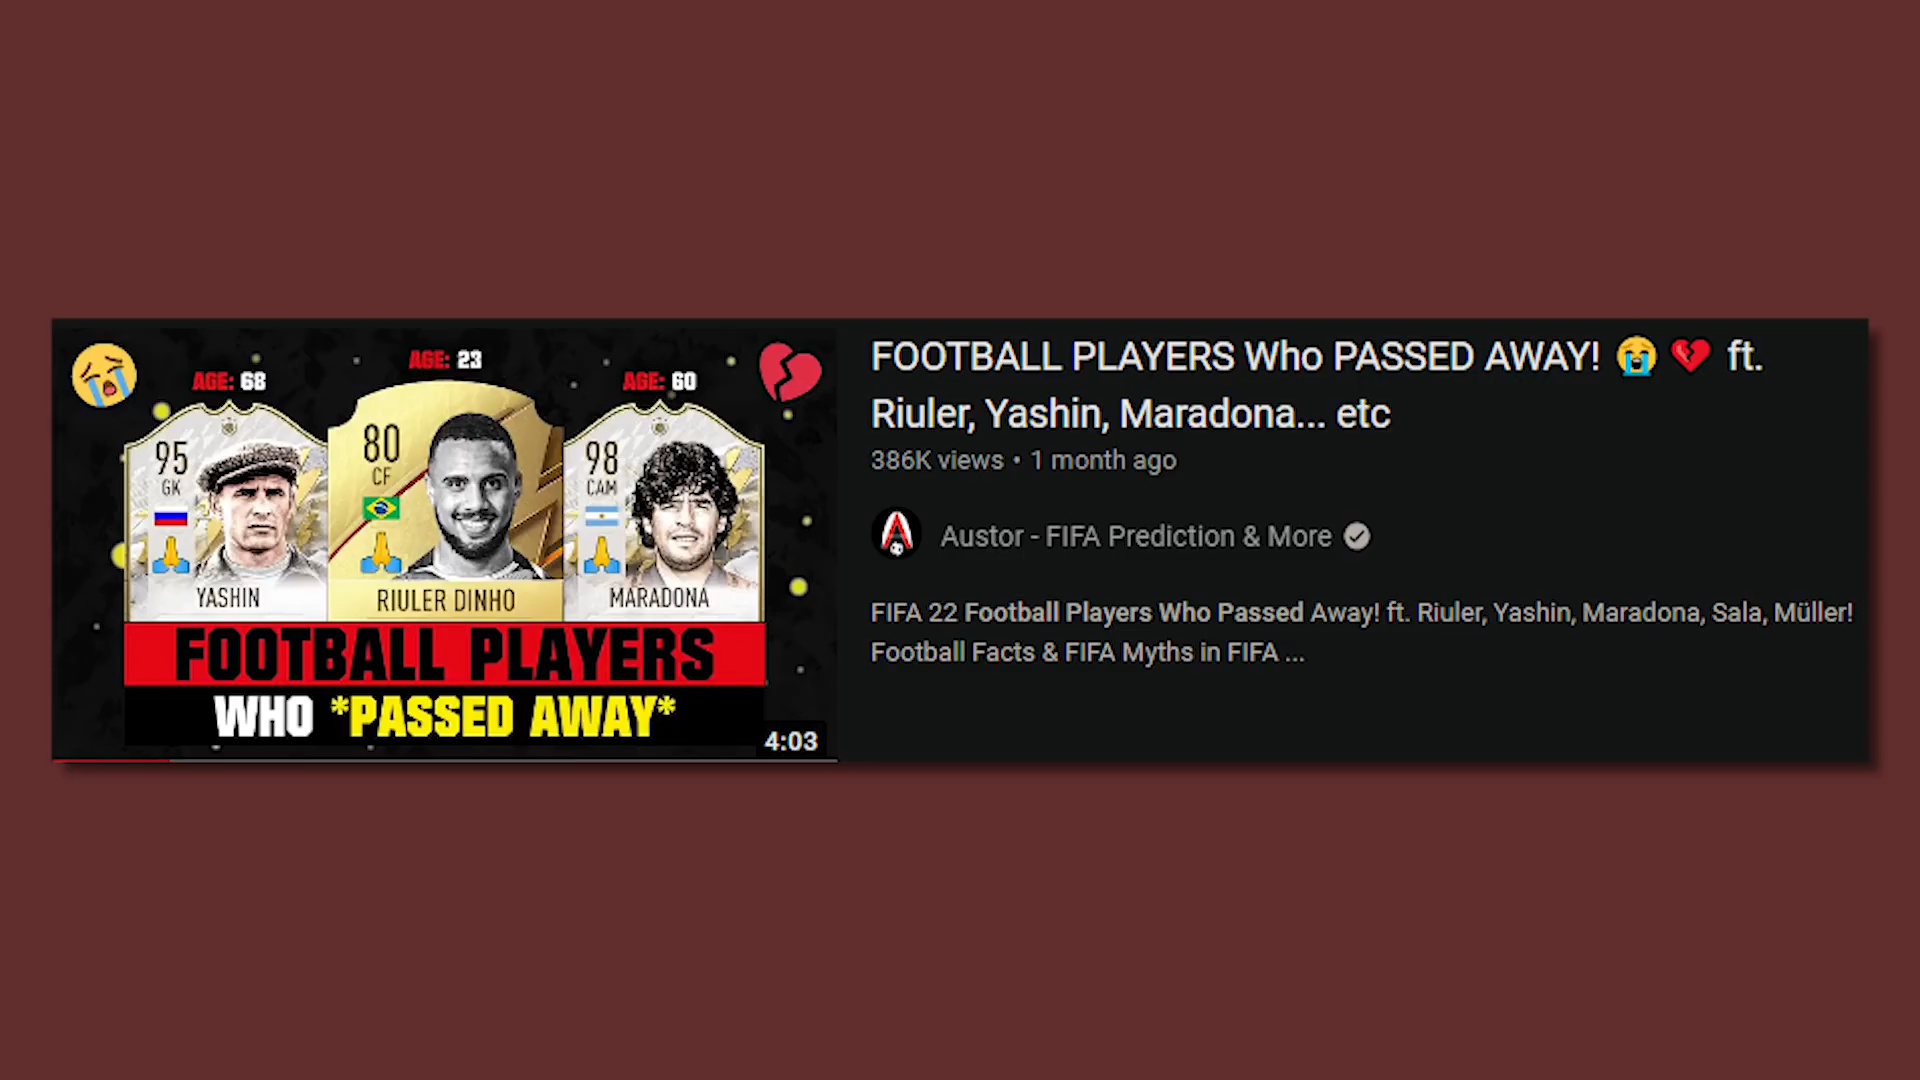 AGE: 68
AGE: 23
AGE: 60
95
GK
YASHIN
80
CF
RIULER DINHO
98
CAM
MARADONA
FOOTBALL PLAYERS
WHO *PASSED AWAY*
4:03
FOOTBALL PLAYERS Who PASSED AWAY! 😭 💔 ft.
Riuler, Yashin, Maradona... etc
386K views • 1 month ago
Austor - FIFA Prediction & More
FIFA 22 Football Players Who Passed Away! ft. Riuler, Yashin, Maradona, Sala, Müller!
Football Facts & FIFA Myths in FIFA ...